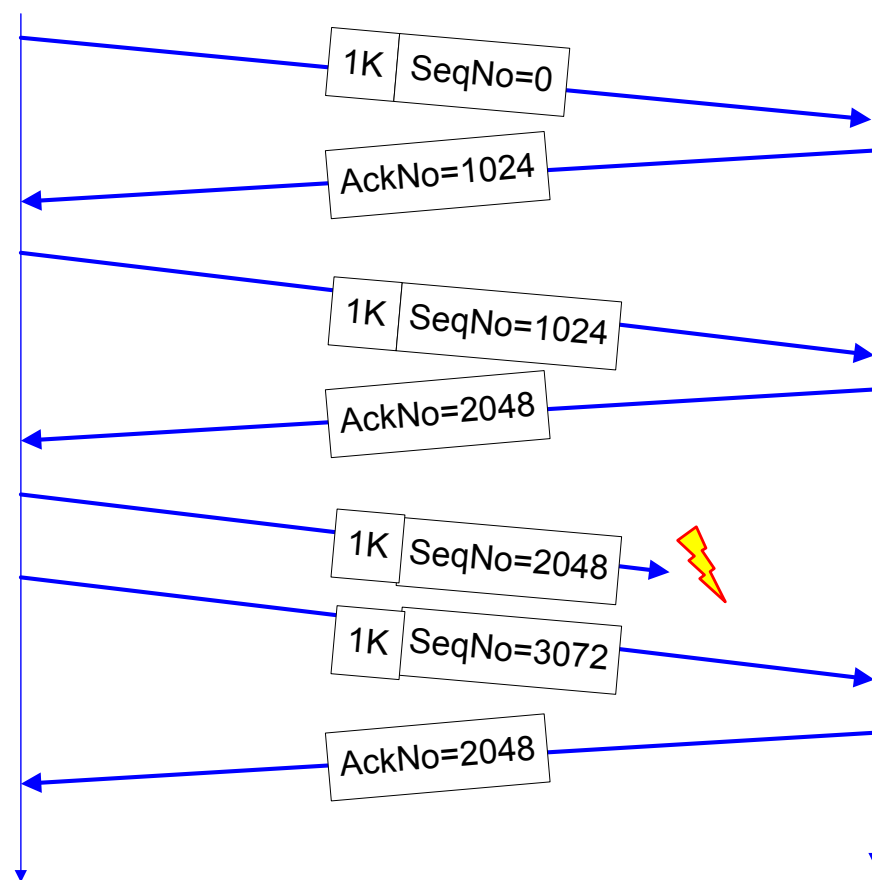 1K SeqNo=0
AckNo=1024
1K SeqNo=1024
AckNo=2048
1K SeqNo=2048
1K SeqNo=3072
AckNo=2048